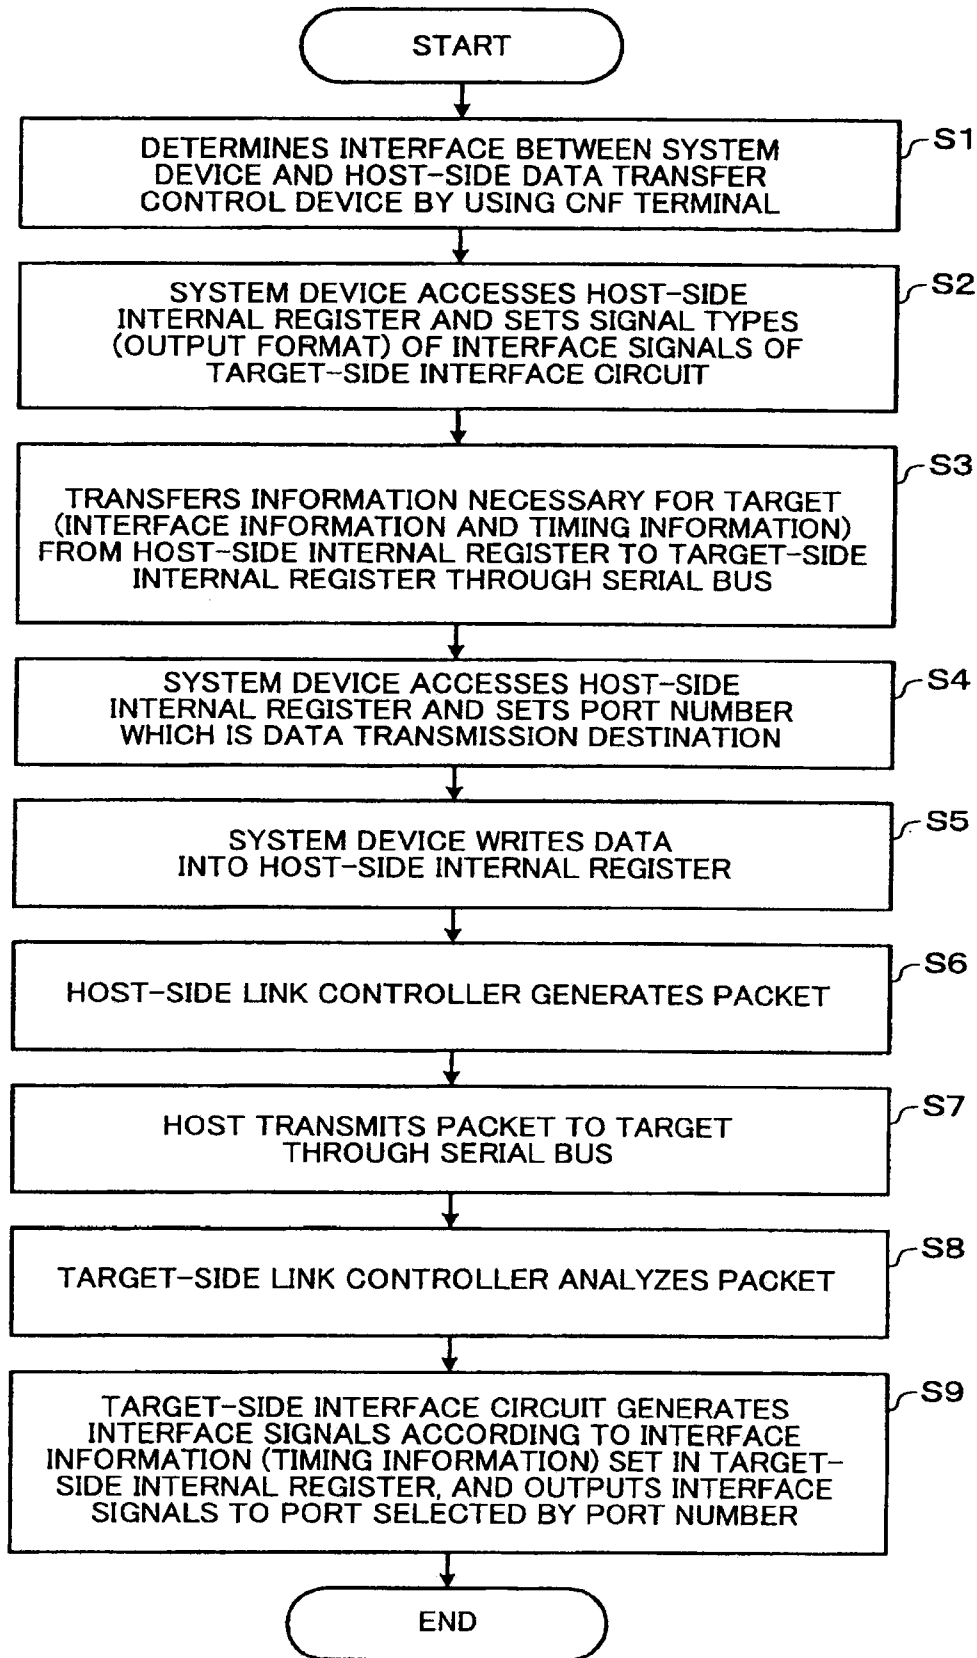 START
S1
DETERMINES INTERFACE BETWEEN SYSTEM
DEVICE AND HOST-SIDE DATA TRANSFER
CONTROL DEVICE BY USING CNF TERMINAL
S2
SYSTEM DEVICE ACCESSES HOST-SIDE
INTERNAL REGISTER AND SETS SIGNAL TYPES
(OUTPUT FORMAT) OF INTERFACE SIGNALS OF
TARGET-SIDE INTERFACE CIRCUIT
S3
TRANSFERS INFORMATION NECESSARY FOR TARGET
(INTERFACE INFORMATION AND TIMING INFORMATION)
FROM HOST-SIDE INTERNAL REGISTER TO TARGET-SIDE
INTERNAL REGISTER THROUGH SERIAL BUS
S4
SYSTEM DEVICE ACCESSES HOST-SIDE
INTERNAL REGISTER AND SETS PORT NUMBER
WHICH IS DATA TRANSMISSION DESTINATION
S5
SYSTEM DEVICE WRITES DATA
INTO HOST-SIDE INTERNAL REGISTER
S6
HOST-SIDE LINK CONTROLLER GENERATES PACKET
S7
HOST TRANSMITS PACKET TO TARGET
THROUGH SERIAL BUS
S8
TARGET-SIDE LINK CONTROLLER ANALYZES PACKET
S9
TARGET-SIDE INTERFACE CIRCUIT GENERATES
INTERFACE SIGNALS ACCORDING TO INTERFACE
INFORMATION (TIMING INFORMATION) SET IN TARGET-
SIDE INTERNAL REGISTER, AND OUTPUTS INTERFACE
SIGNALS TO PORT SELECTED BY PORT NUMBER
END